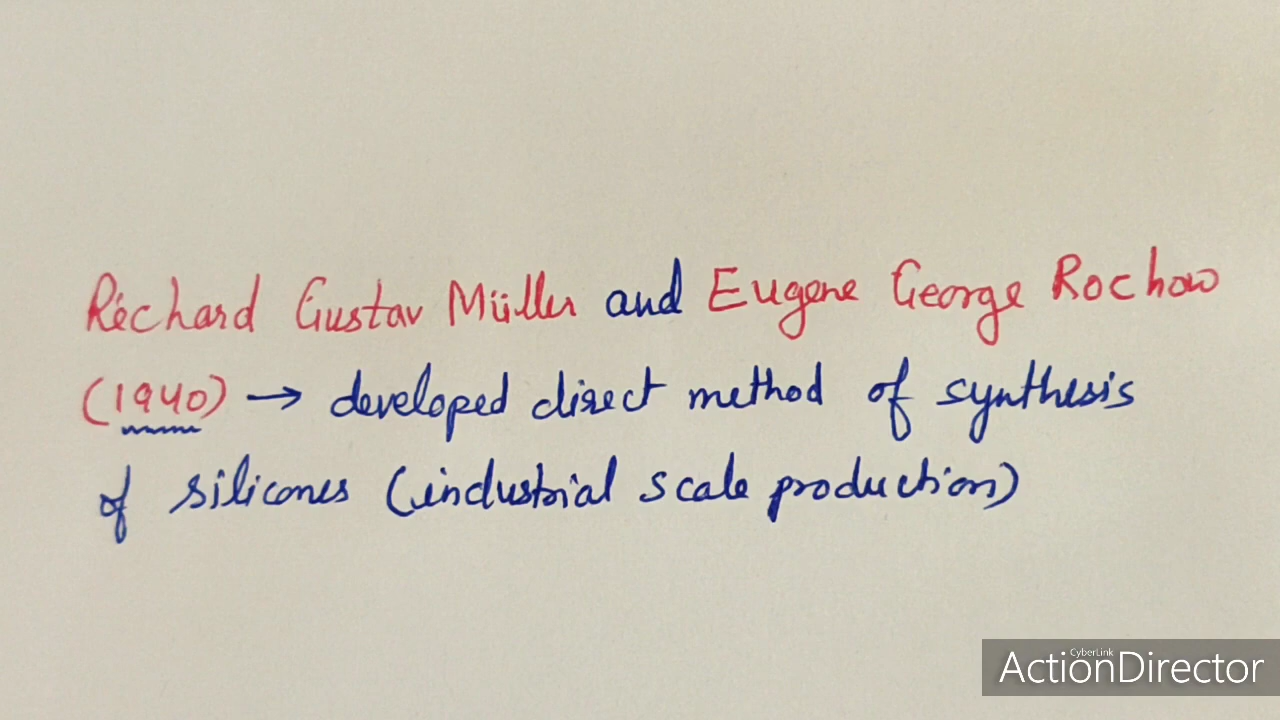 Richard Gustav Müller and Eugene George Rochow
(1940) → developed direct method of synthesis
of silicones (industrial scale production)
CyberLink
ActionDirector